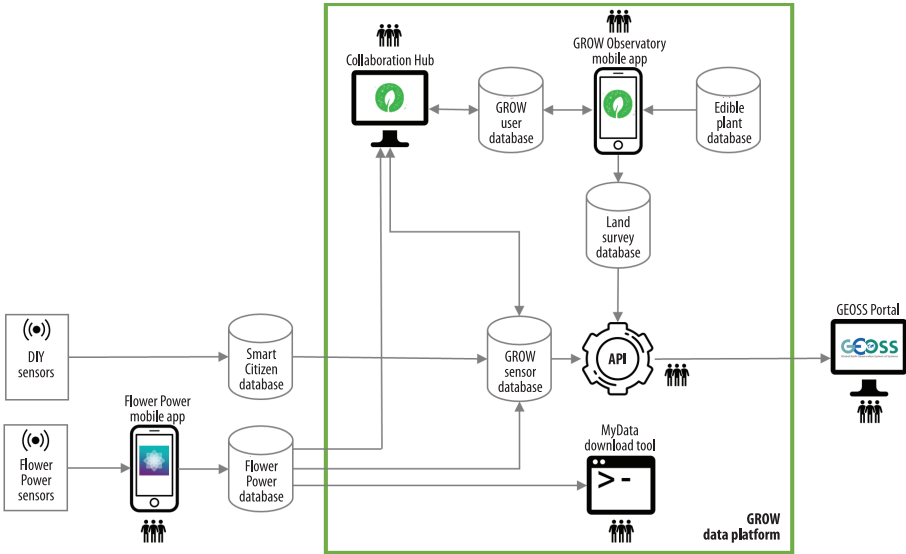 Collaboration Hub
GROW Observatory
mobile app
GROW
user
database
Edible
plant
database
Land
survey
database
DIY
sensors
Smart
Citizen
database
GROW
sensor
database
API
GEOSS Portal
GEOSS
Flower Power
mobile app
Flower
Power
sensors
Flower
Power
database
MyData
download tool
>-
GROW
data platform